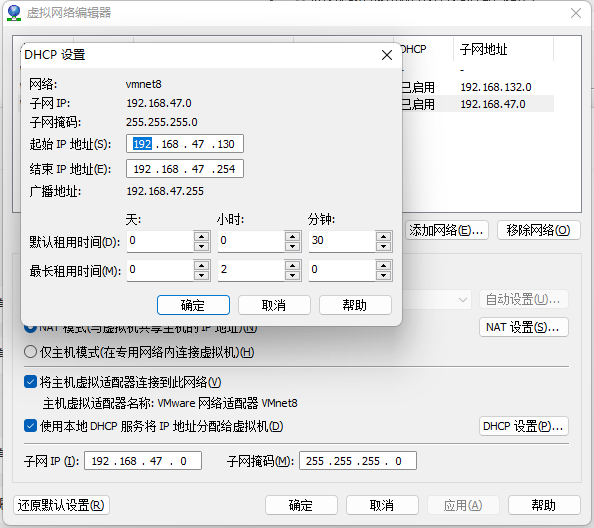 虚拟网络编辑器
DHCP 设置
DHCP 子网地址
- -
已启用 192.168.132.0
已启用 192.168.47.0
网络: vmnet8
子网 IP: 192.168.47.0
子网掩码: 255.255.255.0
起始 IP 地址(S): 192 . 168 . 47 . 130
结束 IP 地址(E): 192 . 168 . 47 . 254
广播地址: 192.168.47.255
天: 小时: 分钟:
默认租用时间(D): 0 0 30
最长租用时间(M): 0 2 0
确定 取消 帮助
添加网络(E)... 移除网络(O)
自动设置(U)...
NAT 模式(与虚拟机共享主机的 IP 地址)(N) NAT 设置(S)...
仅主机模式(在专用网络内连接虚拟机)(H)
将主机虚拟适配器连接到此网络(V)
主机虚拟适配器名称: VMware 网络适配器 VMnet8
使用本地 DHCP 服务将 IP 地址分配给虚拟机(D) DHCP 设置(P)...
子网 IP (I): 192 . 168 . 47 . 0 子网掩码(M): 255 . 255 . 255 . 0
还原默认设置(R) 确定 取消 应用(A) 帮助